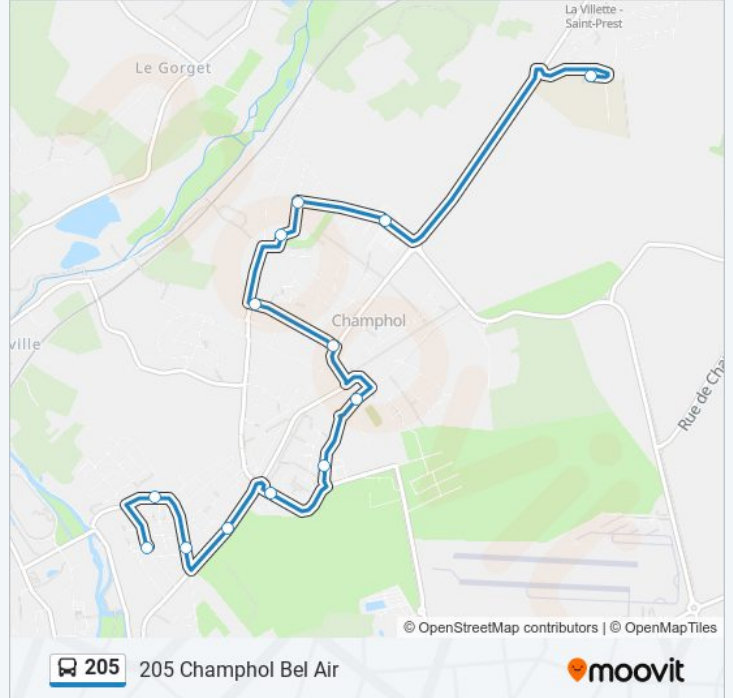 La Villette -
Saint-Prest
Le Gorget
Champhol
ville
Rue de Cha
© OpenStreetMap contributors | © OpenMapTiles
205 205 Champhol Bel Air
moovit